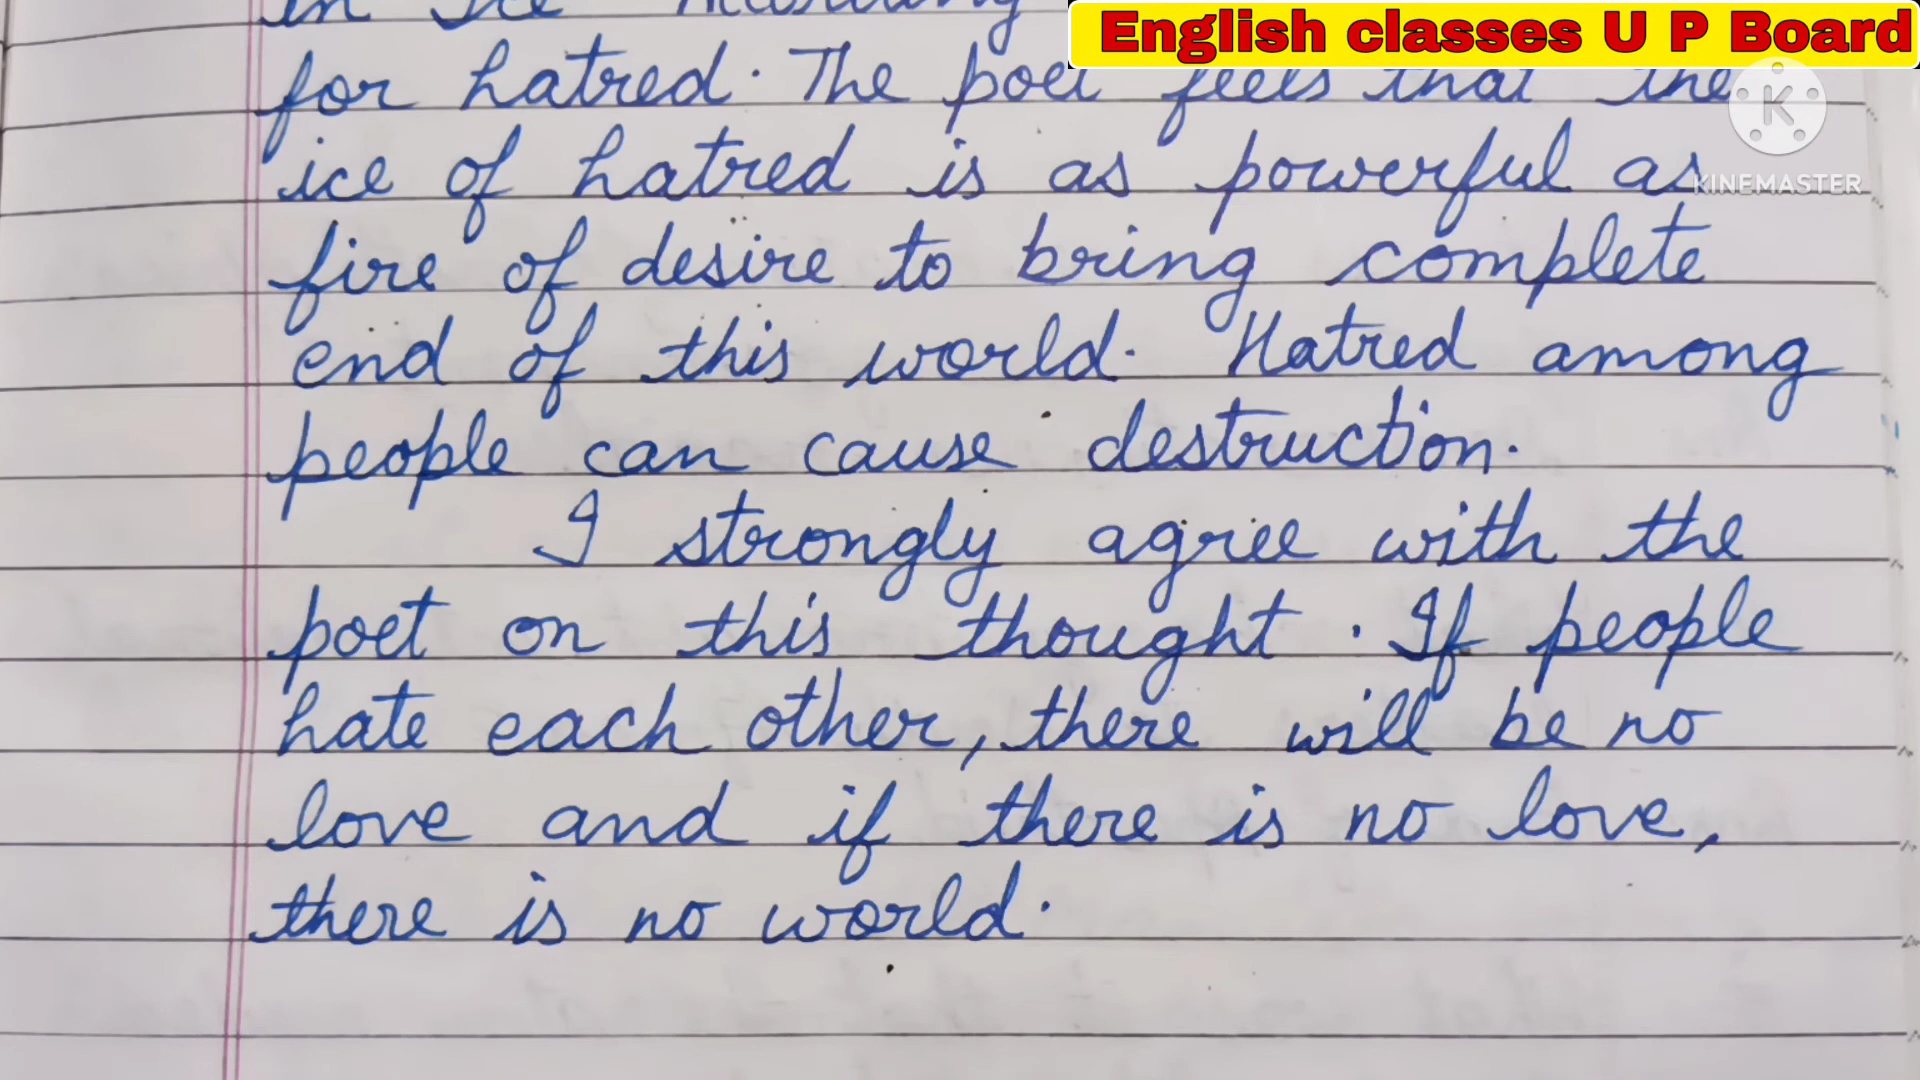 English classes U P Board
in
for hatred. The poet feels that the
KINEMASTER
ice of hatred is as powerful as
fire of desire to bring complete
end of this world. Hatred among
people can cause destruction.
I strongly agree with the
poet on this thought. If people
hate each other, there will be no
love and if there is no love,
there is no world.